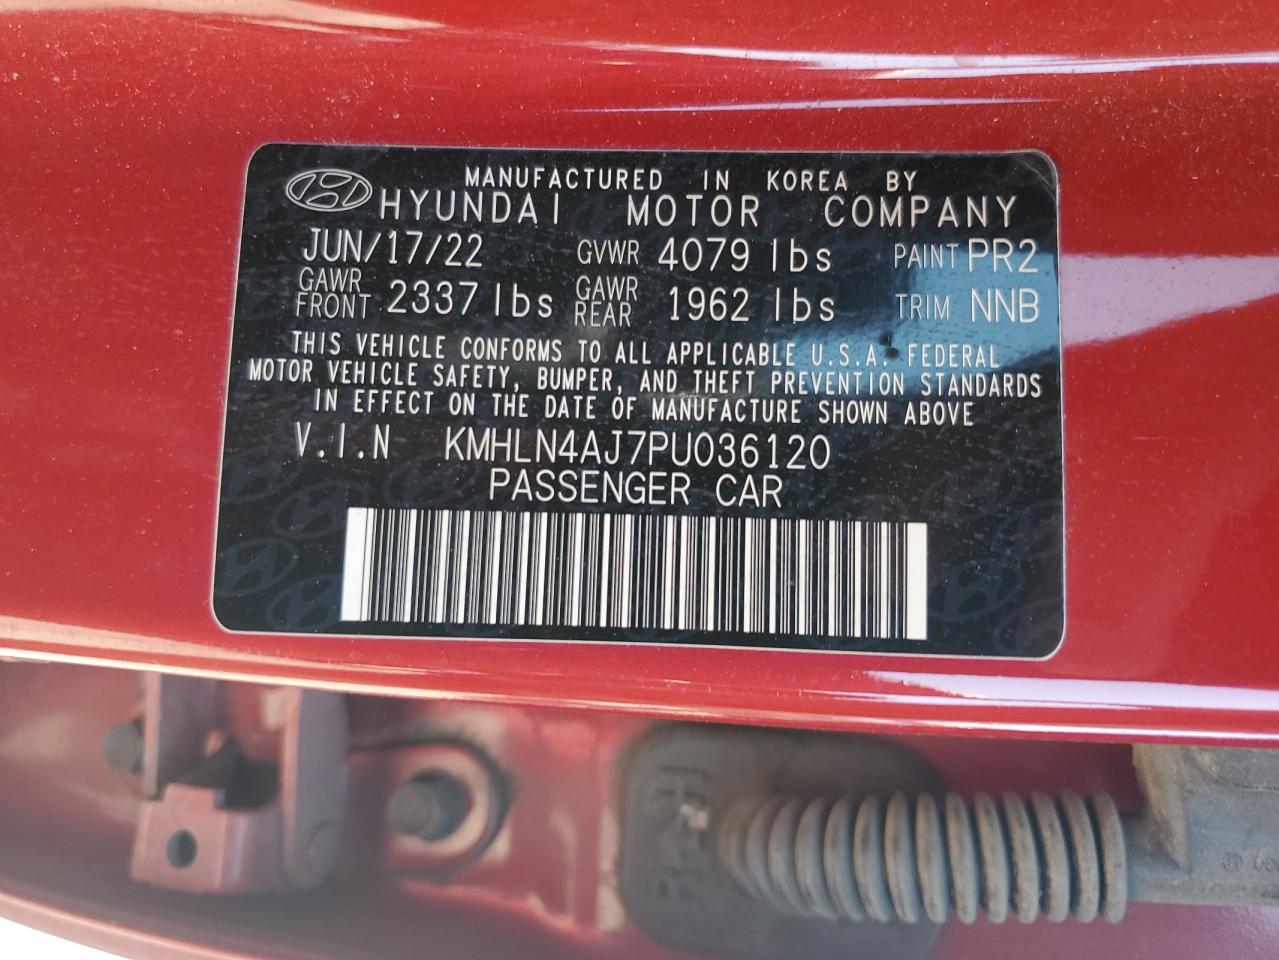 MANUFACTURED IN KOREA BY
HYUNDAI MOTOR COMPANY
JUN/17/22 GVWR 4079 lbs PAINT PR2
GAWR FRONT 2337 lbs GAWR REAR 1962 lbs TRIM NNB
THIS VEHICLE CONFORMS TO ALL APPLICABLE U.S.A. FEDERAL
MOTOR VEHICLE SAFETY, BUMPER, AND THEFT PREVENTION STANDARDS
IN EFFECT ON THE DATE OF MANUFACTURE SHOWN ABOVE
V.I.N KMHLN4AJ7PU036120
PASSENGER CAR